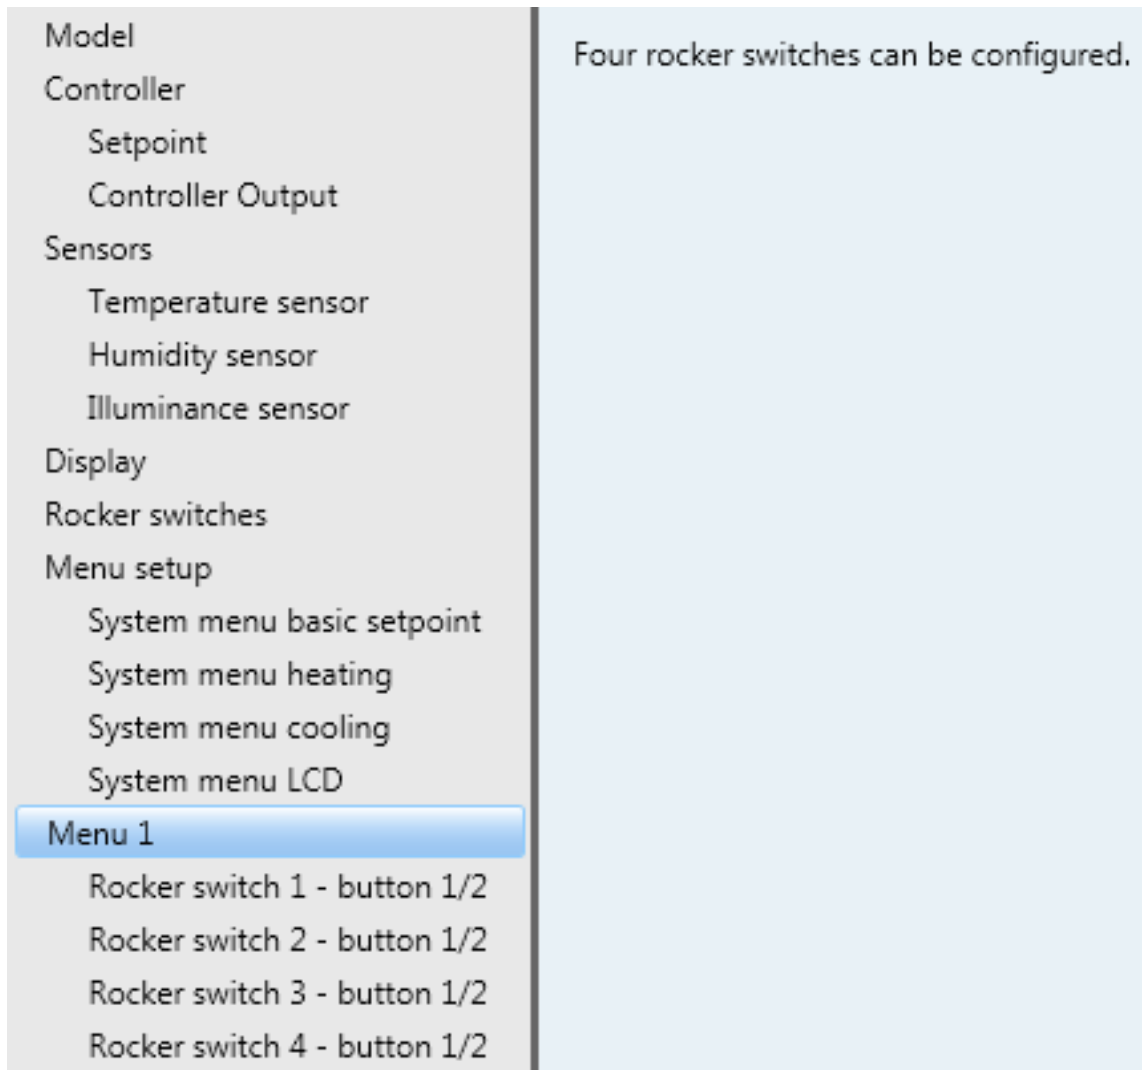 Model
Controller
Setpoint
Controller Output
Sensors
Temperature sensor
Humidity sensor
Illuminance sensor
Display
Rocker switches
Menu setup
System menu basic setpoint
System menu heating
System menu cooling
System menu LCD
Menu 1
Rocker switch 1 - button 1/2
Rocker switch 2 - button 1/2
Rocker switch 3 - button 1/2
Rocker switch 4 - button 1/2
Four rocker switches can be configured.